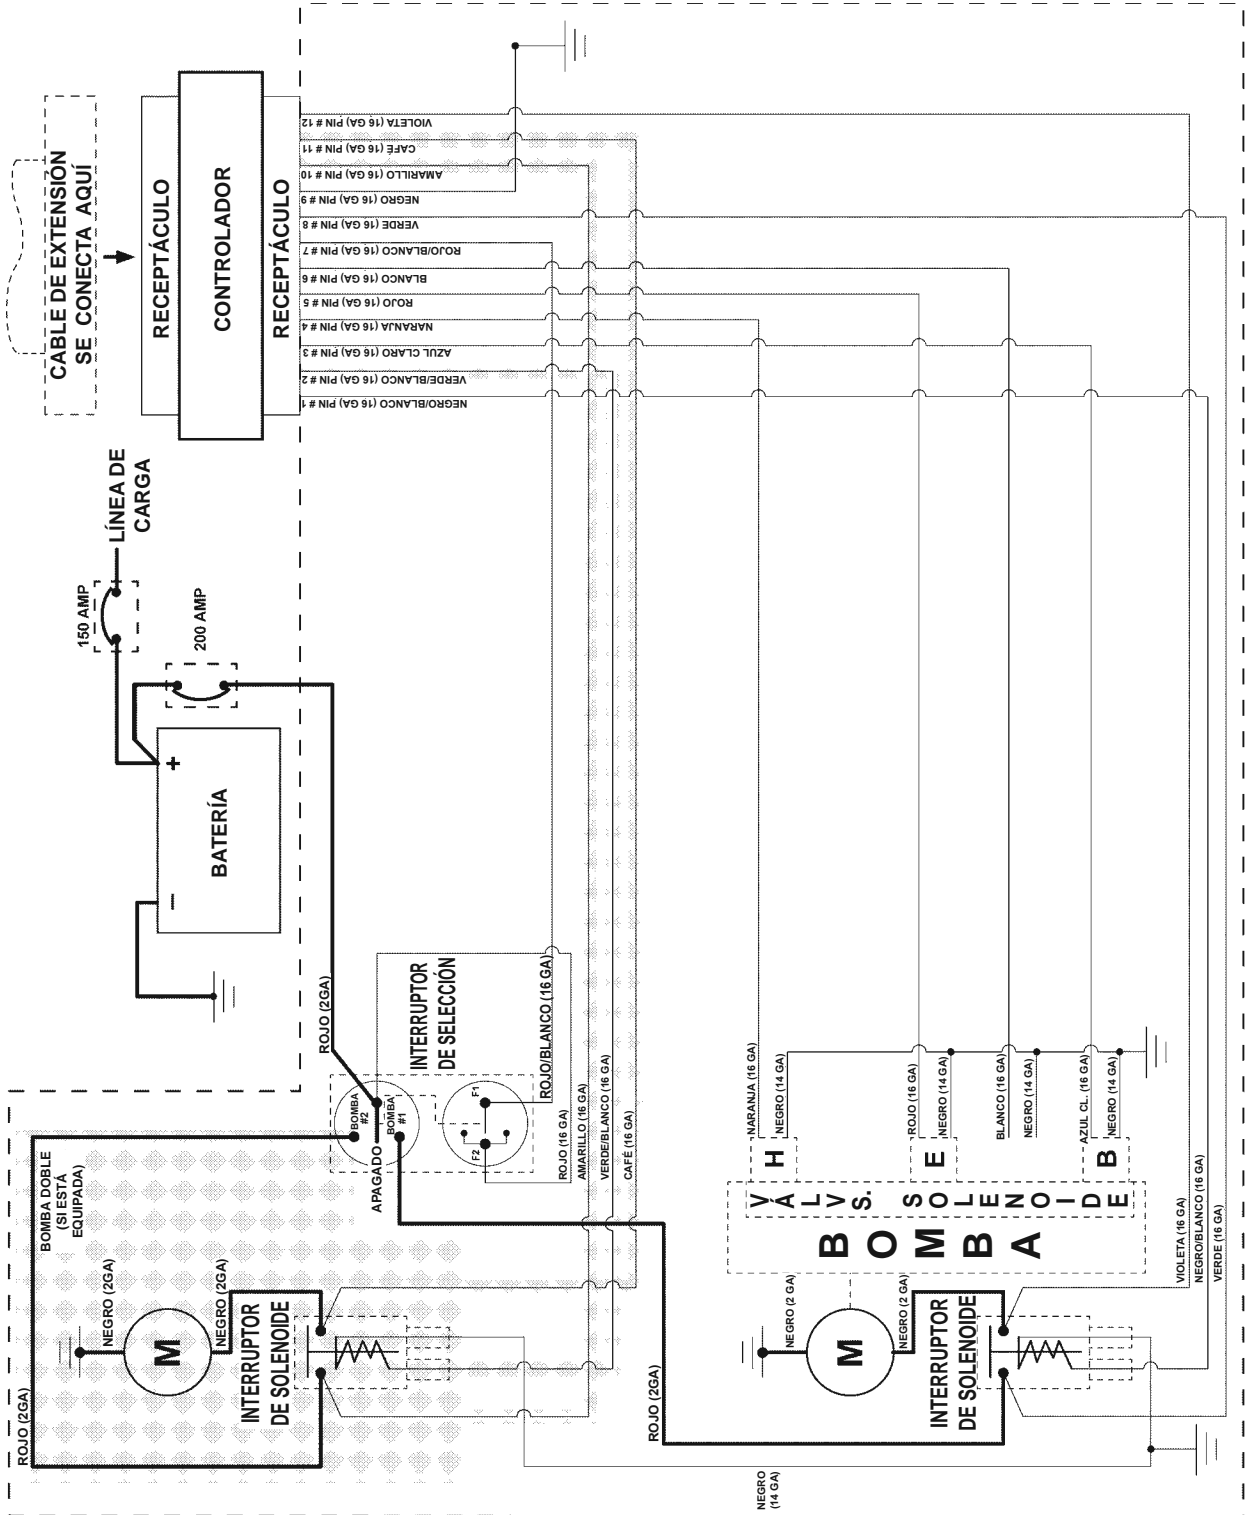 CABLE DE EXTENSIÓN
SE CONECTA AQUÍ
RECEPTÁCULO
CONTROLADOR
RECEPTÁCULO
VIOLETA (16 GA) PIN # 12
CAFÉ (16 GA) PIN # 11
AMARILLO (16 GA) PIN # 10
NEGRO (16 GA) PIN # 9
VERDE (16 GA) PIN # 8
ROJO/BLANCO (16 GA) PIN # 7
BLANCO (16 GA) PIN # 6
ROJO (16 GA) PIN # 5
NARANJA (16 GA) PIN # 4
AZUL CLARO (16 GA) PIN # 3
VERDE/BLANCO (16 GA) PIN # 2
NEGRO/BLANCO (16 GA) PIN # 1
LÍNEA DE
CARGA
150 AMP
200 AMP
+
BATERÍA
–
ROJO (2GA)
INTERRUPTOR
DE SELECCIÓN
ROJO/BLANCO (16 GA)
BOMBA
#2
BOMBA
#1
APAGADO
F1
F2
ROJO (16 GA)
AMARILLO (16 GA)
VERDE/BLANCO (16 GA)
CAFÉ (16 GA)
BOMBA DOBLE
(SI ESTÁ
EQUIPADA)
ROJO (2GA)
NEGRO (2GA)
M
NEGRO (2GA)
INTERRUPTOR
DE SOLENOIDE
ROJO (2GA)
NEGRO
(14 GA)
NARANJA (16 GA)
NEGRO (14 GA)
ROJO (16 GA)
NEGRO (14 GA)
BLANCO (16 GA)
NEGRO (14 GA)
AZUL CL. (16 GA)
NEGRO (14 GA)
H
E
B
VÁLVS. SOLENOIDE
BOMBA
NEGRO (2 GA)
M
NEGRO (2 GA)
INTERRUPTOR
DE SOLENOIDE
VIOLETA (16 GA)
NEGRO/BLANCO (16 GA)
VERDE (16 GA)